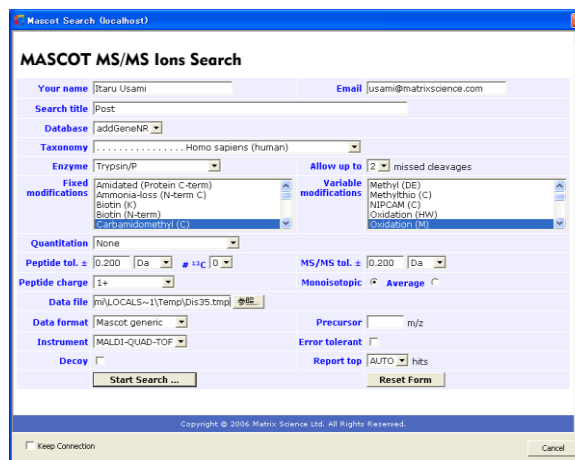 Mascot Search (localhost)
MASCOT MS/MS Ions Search
Your name Itaru Usami Email usami@matrixscience.com
Search title Post
Database addGeneNR
Taxonomy . . . . . . . . . . . . . . . . Homo sapiens (human)
Enzyme Trypsin/P Allow up to 2 missed cleavages
Fixed modifications Variable modifications
Amidated (Protein C-term) Methyl (DE)
Ammonia-loss (N-term C) Methylthio (C)
Biotin (K) NIPCAM (C)
Biotin (N-term) Oxidation (HW)
Carbamidomethyl (C) Oxidation (M)
Quantitation None
Peptide tol. ± 0.200 Da # 13C 0 MS/MS tol. ± 0.200 Da
Peptide charge 1+ Monoisotopic Average
Data file mi\LOCALS~1\Temp\Dis35.tmp 参照...
Data format Mascot generic Precursor m/z
Instrument MALDI-QUAD-TOF Error tolerant
Decoy Report top AUTO hits
Start Search ... Reset Form
Copyright © 2006 Matrix Science Ltd. All Rights Reserved.
Keep Connection Cancel